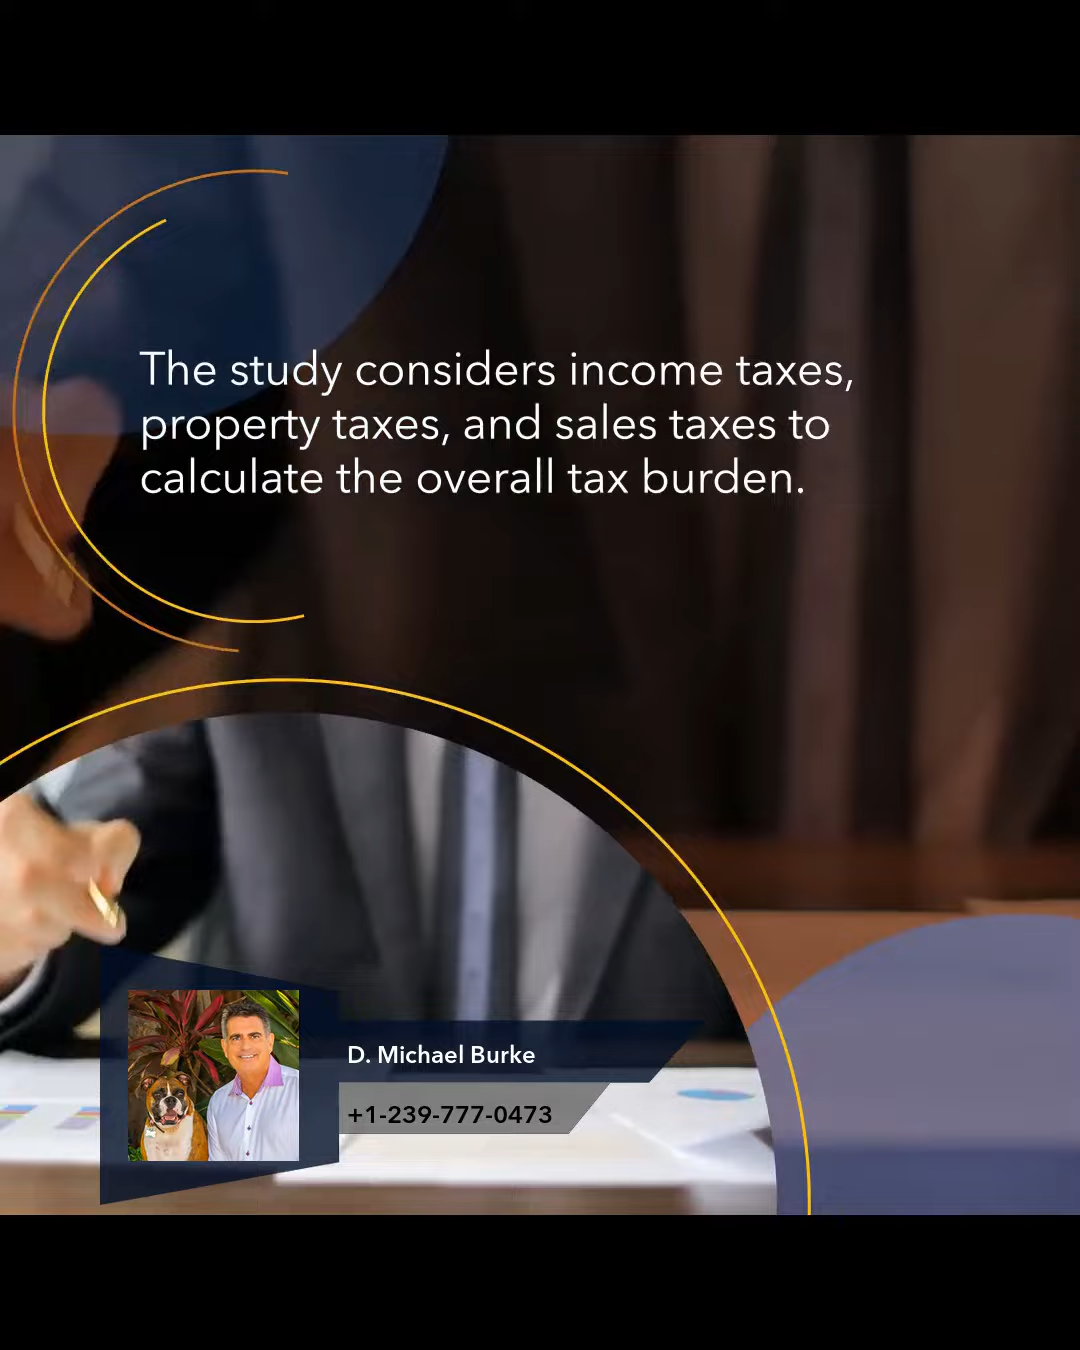 The study considers income taxes,
property taxes, and sales taxes to
calculate the overall tax burden.
D. Michael Burke
+1-239-777-0473